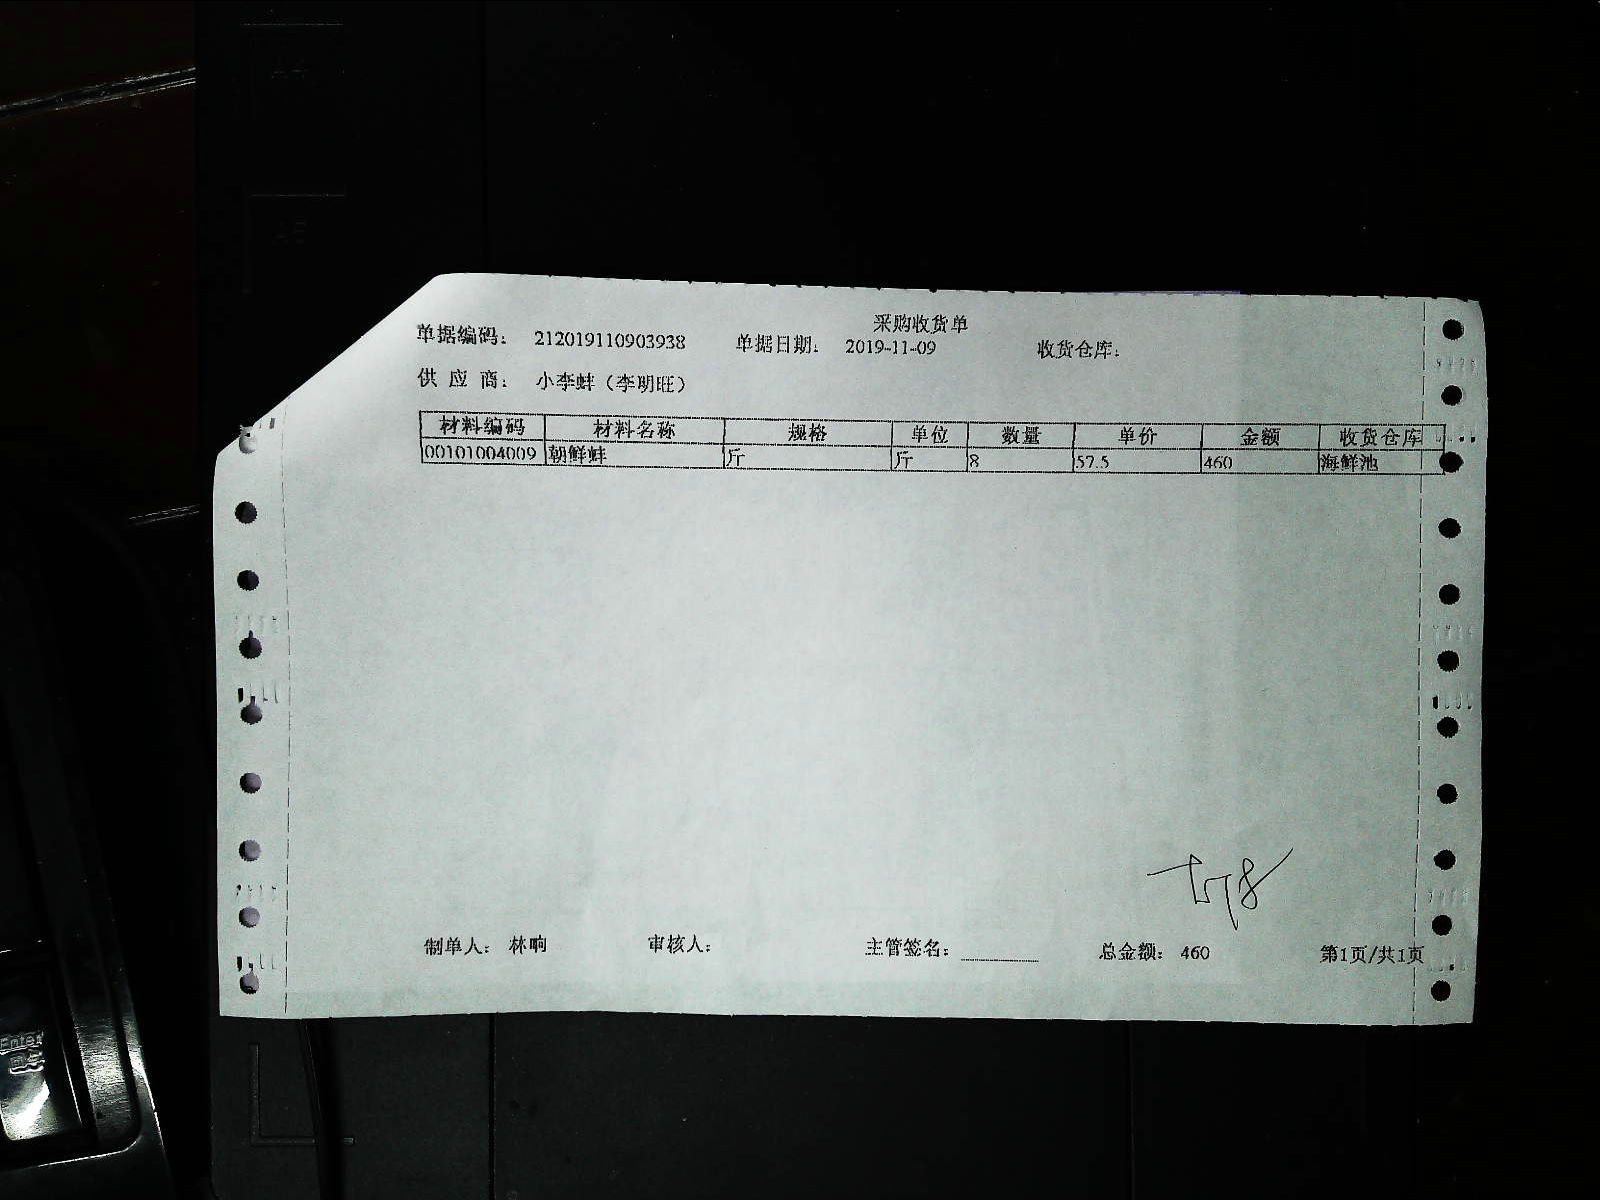 采购收货单
单据编码： 212019110903938 单据日期： 2019-11-09 收货仓库：
供 应 商： 小李蚌（李明旺）
材料编码 材料名称 规格 单位 数量 单价 金额 收货仓库
00101004009 朝鲜蚌 斤 斤 8 57.5 460 海鲜池
制单人： 林响 审核人： 主管签名： 总金额： 460 第1页/共1页
Enter